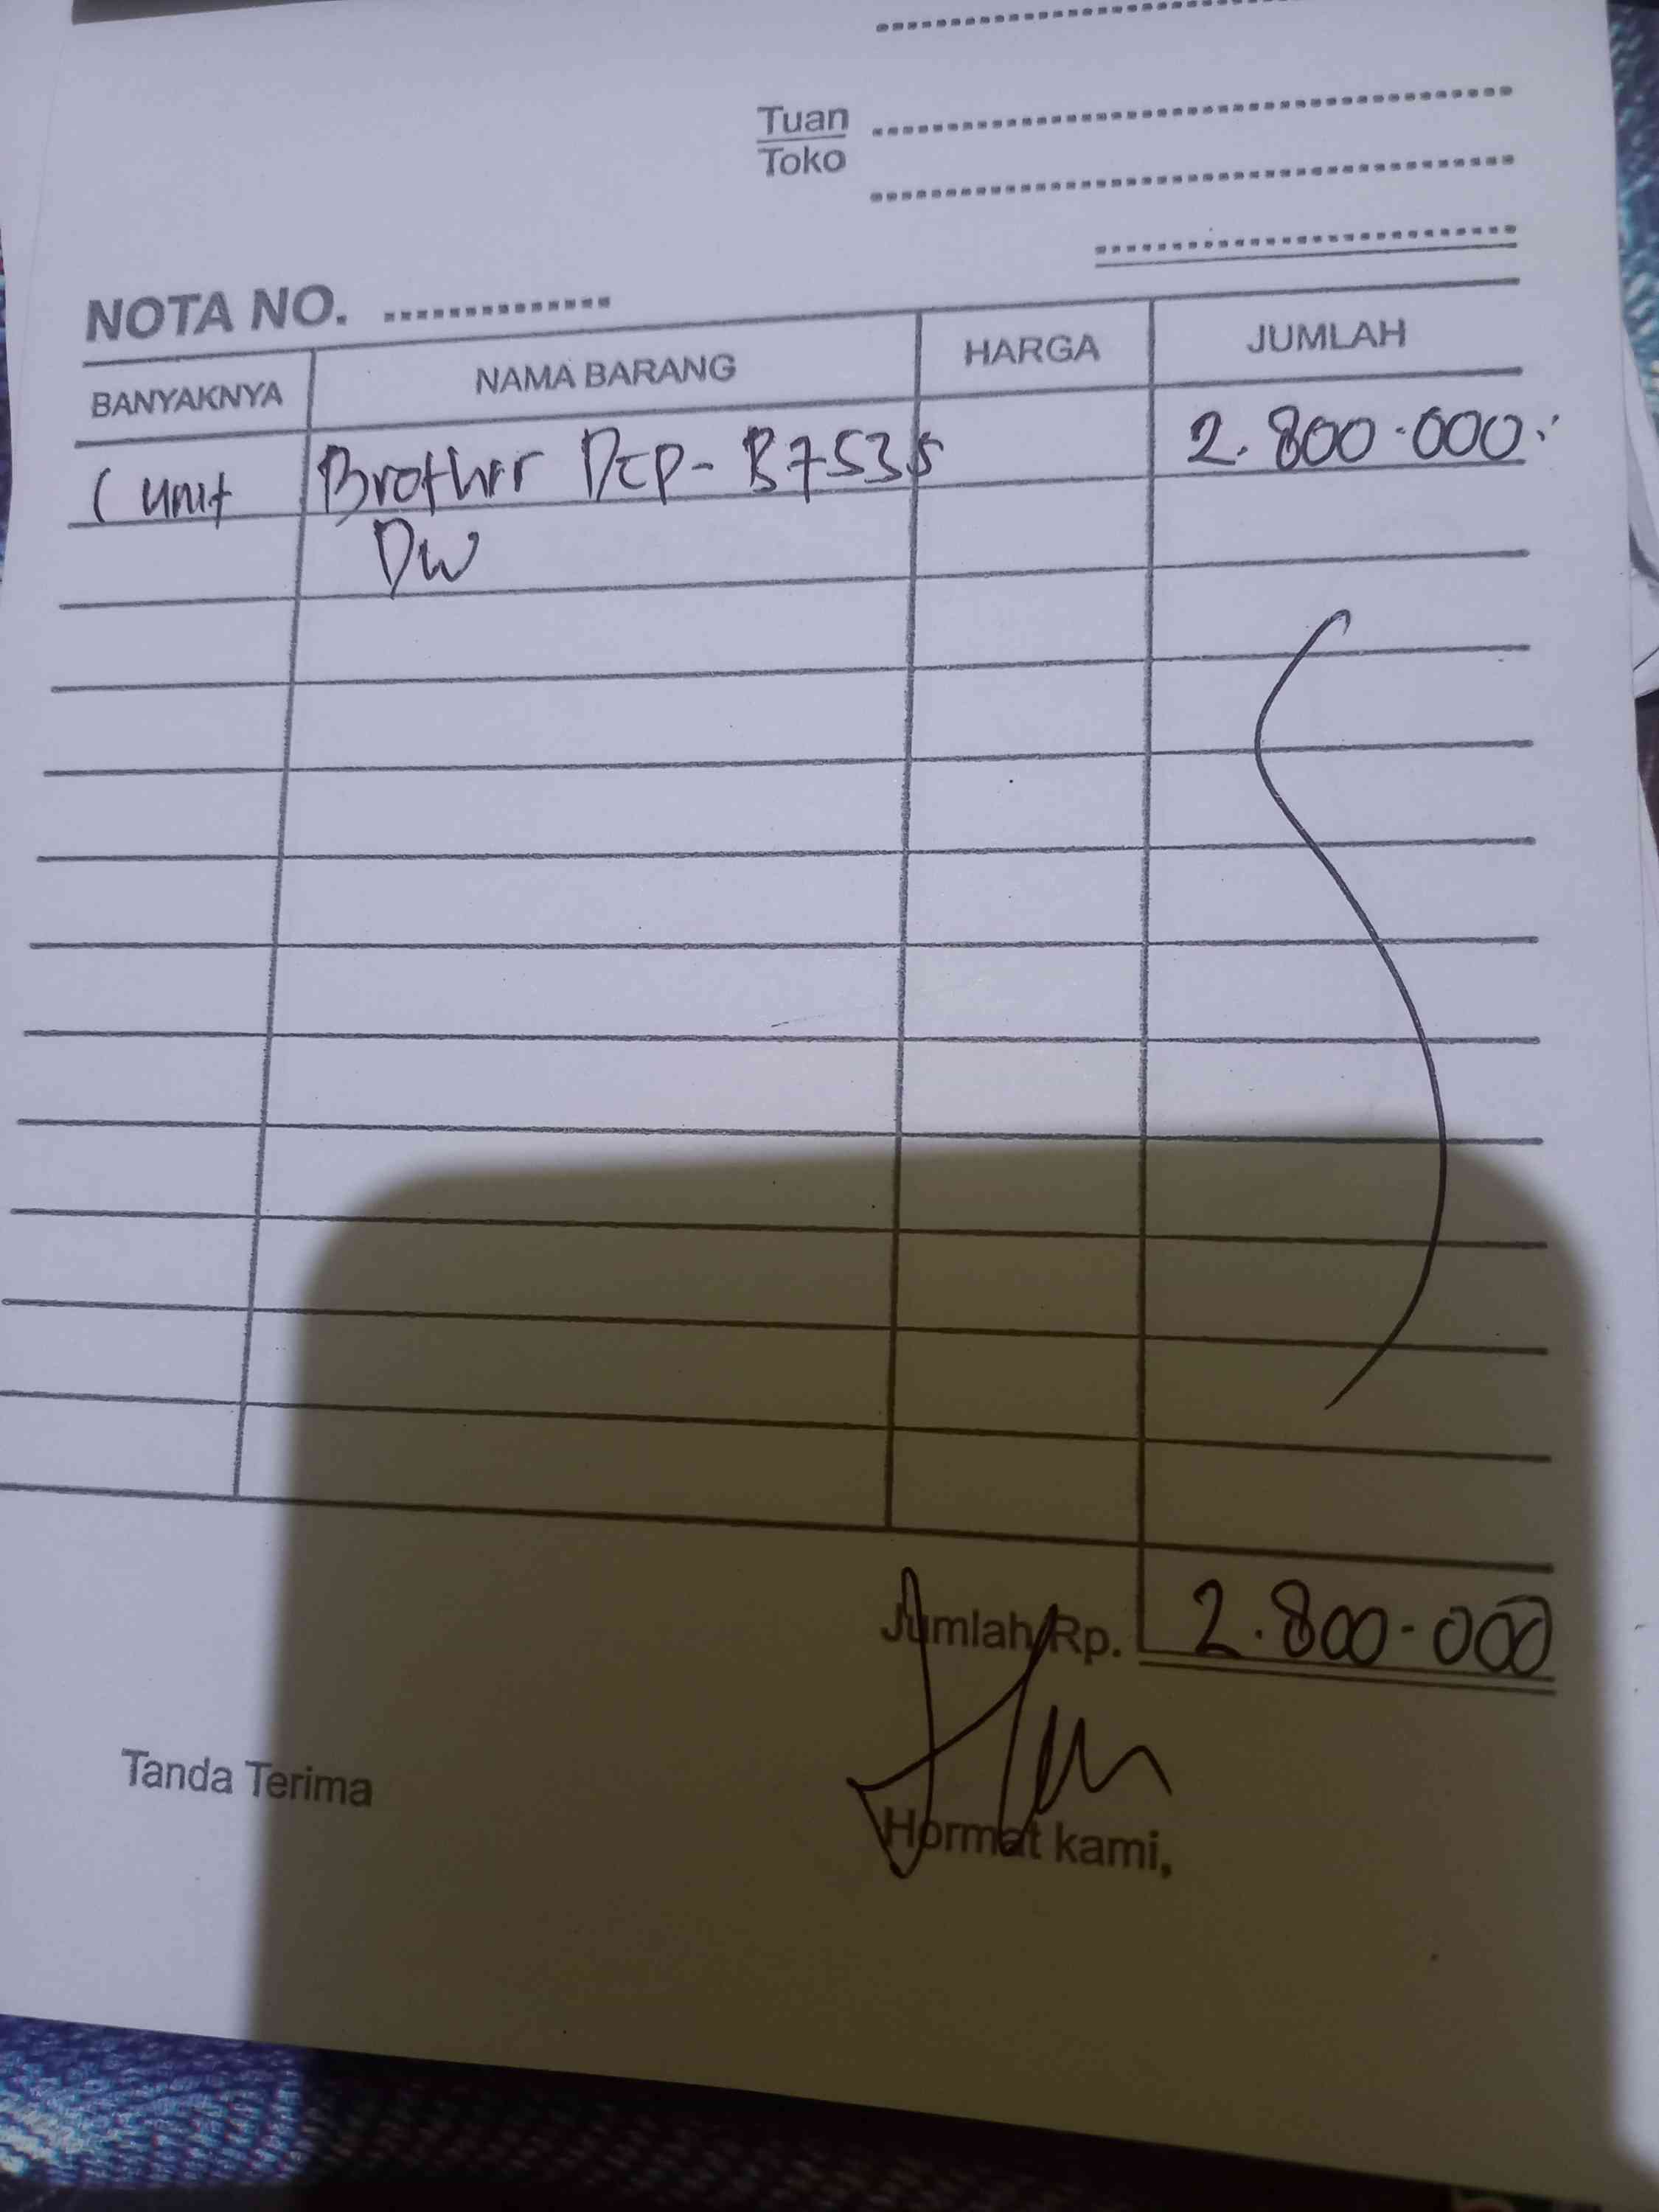 Tuan
Toko
NOTA NO. ..............
BANYAKNYA NAMA BARANG HARGA JUMLAH
1 unit Brother DCP-B7535 2.800.000.-
DW
Jumlah Rp. 2.800.000
Tanda Terima
Hormat kami,